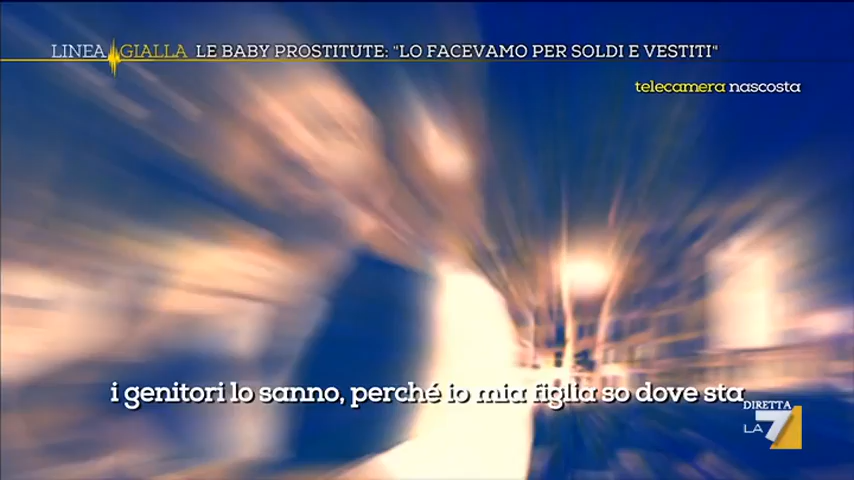 LINEA GIALLA LE BABY PROSTITUTE: "LO FACEVAMO PER SOLDI E VESTITI"
telecamera nascosta
i genitori lo sanno, perché io mia figlia so dove sta
DIRETTA
LA 7